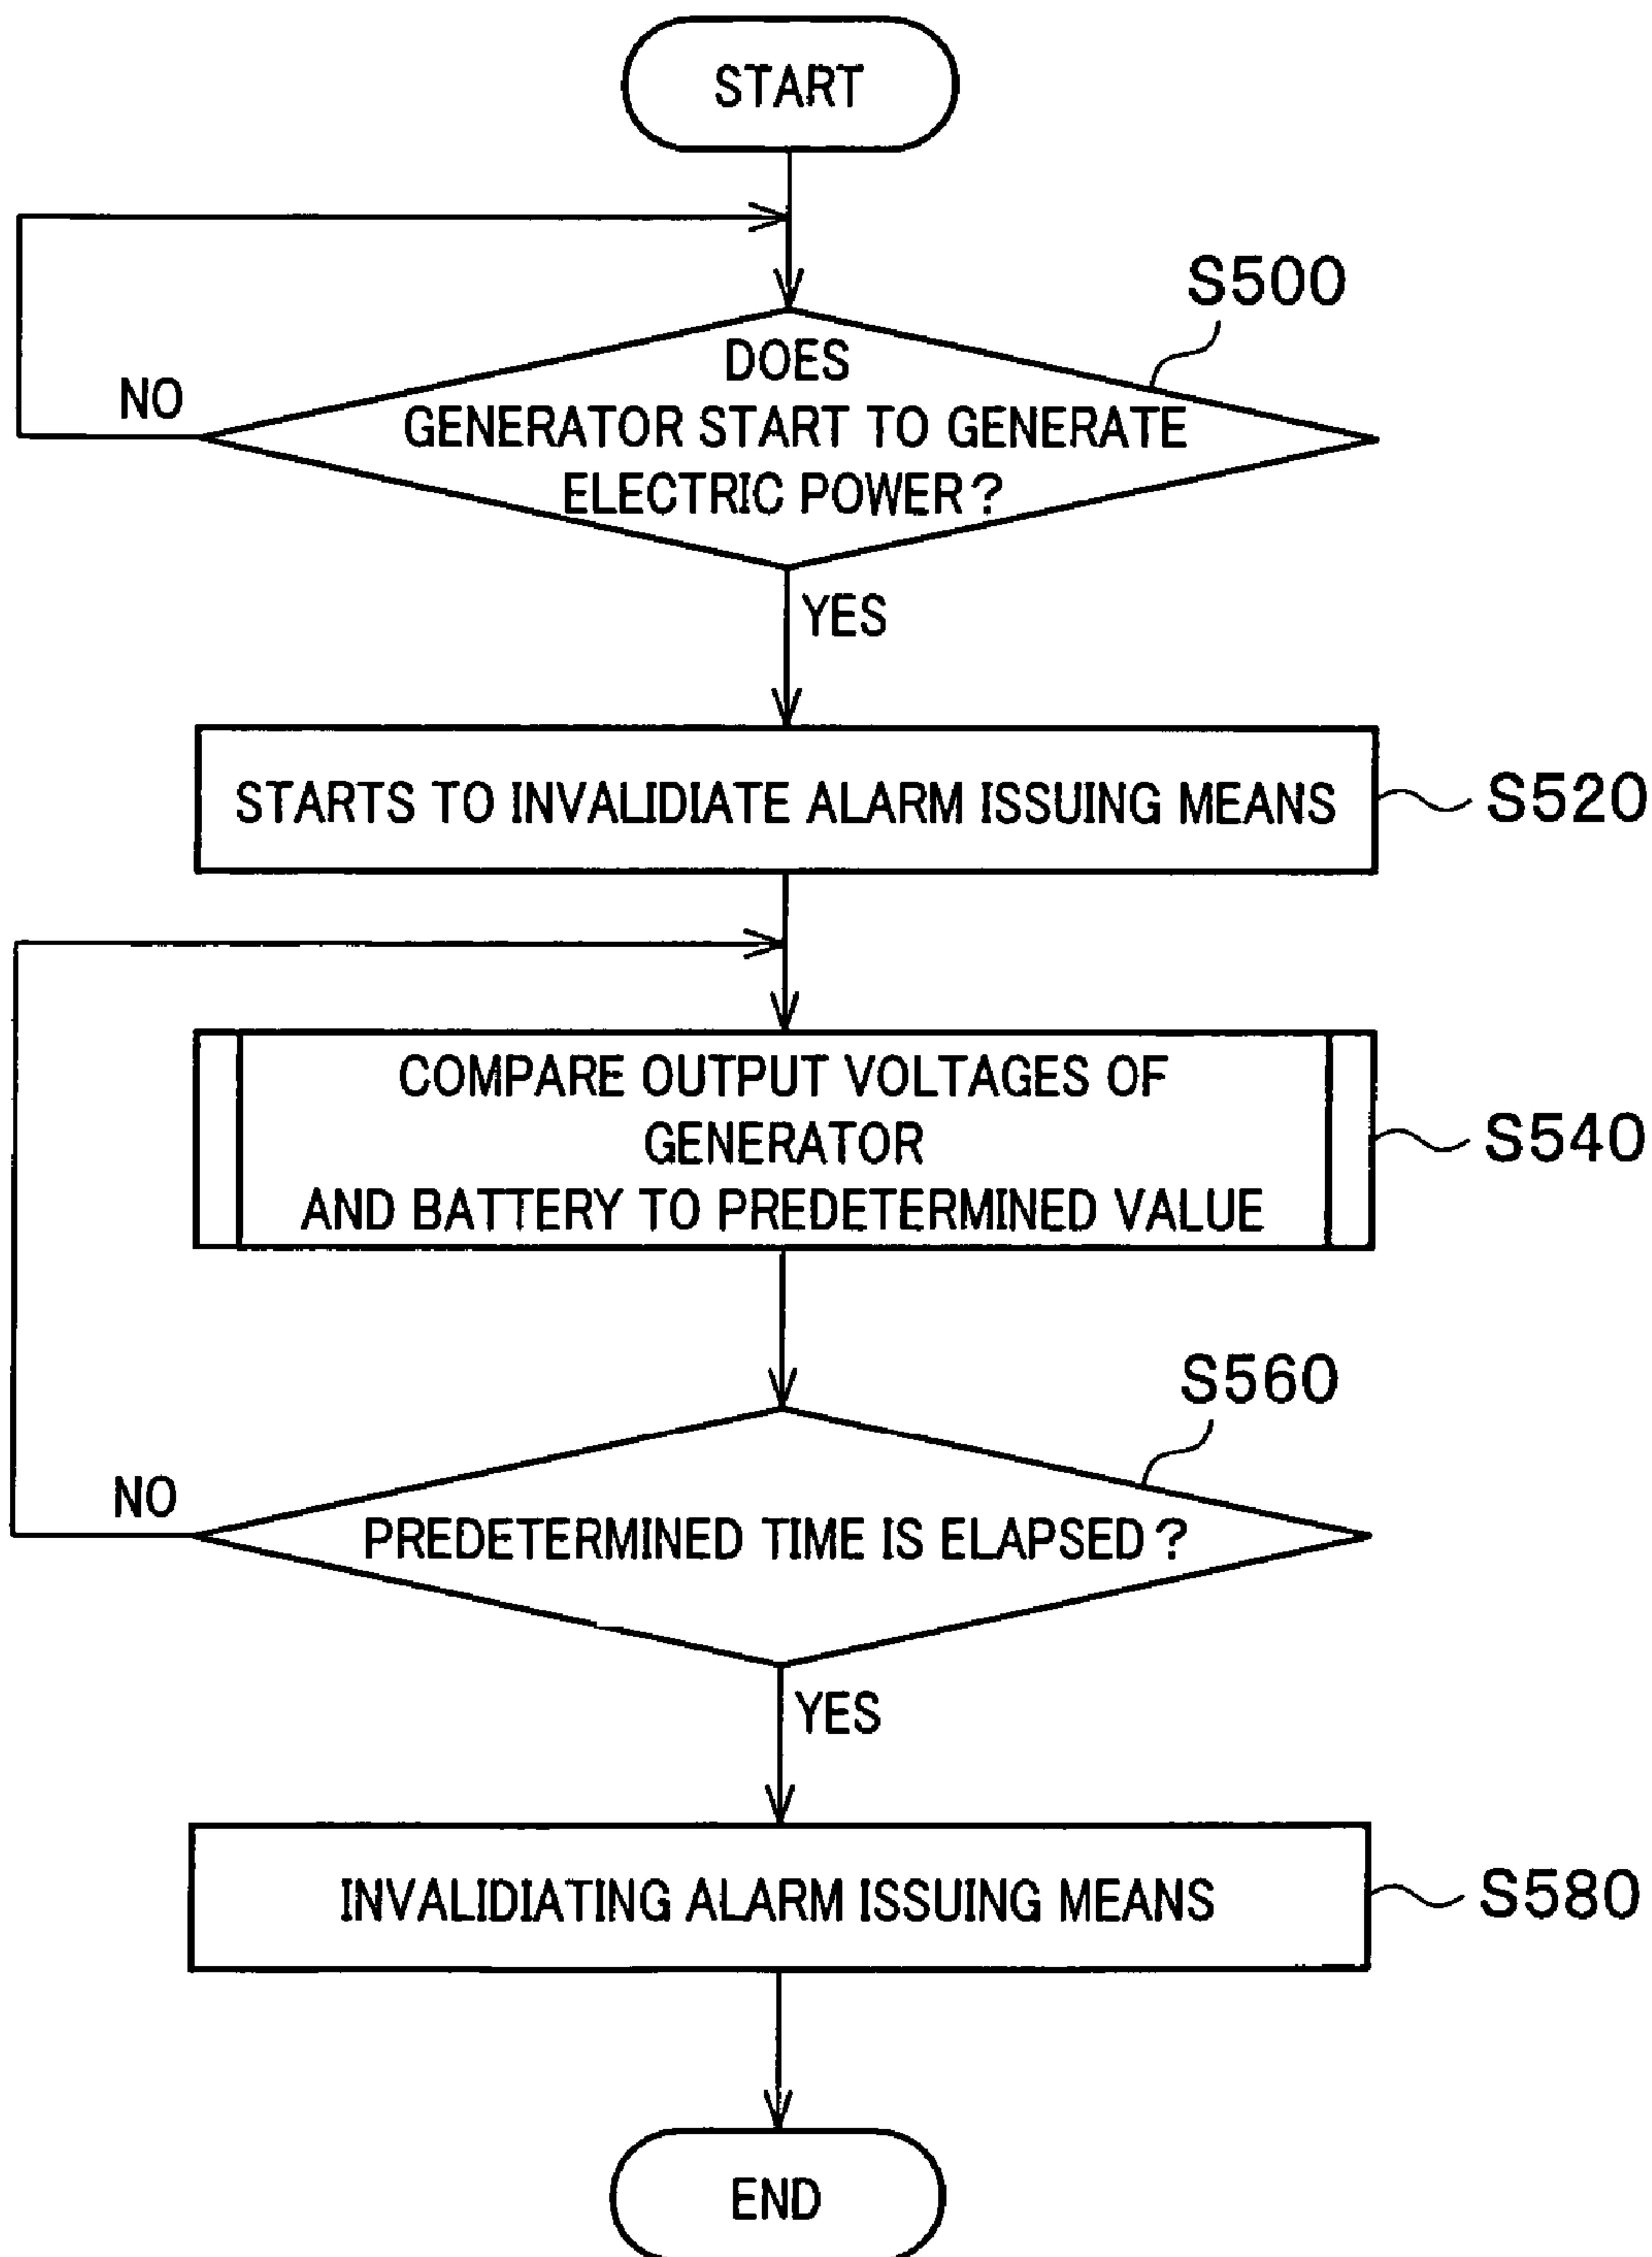 START
S500
DOES
GENERATOR START TO GENERATE
ELECTRIC POWER?
NO
YES
STARTS TO INVALIDIATE ALARM ISSUING MEANS
S520
COMPARE OUTPUT VOLTAGES OF
GENERATOR
AND BATTERY TO PREDETERMINED VALUE
S540
S560
PREDETERMINED TIME IS ELAPSED?
NO
YES
INVALIDIATING ALARM ISSUING MEANS
S580
END